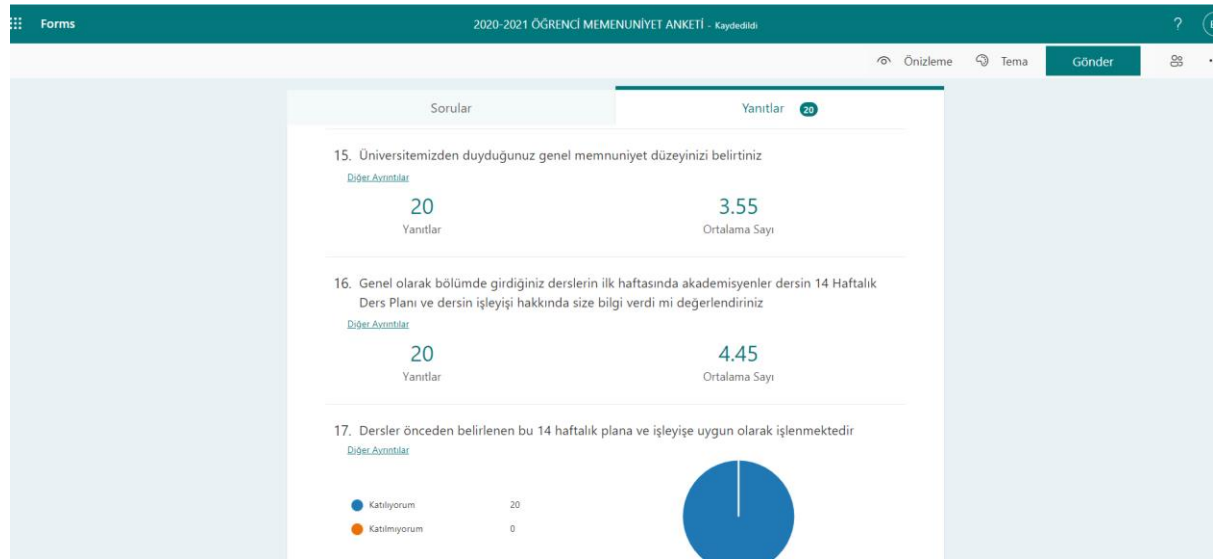 Forms
2020-2021 ÖĞRENCİ MEMENUNİYET ANKETİ - Kaydedildi
?
Önizleme
Tema
Gönder
Sorular
Yanıtlar 20
15. Üniversitemizden duyduğunuz genel memnuniyet düzeyinizi belirtiniz
Diğer Ayrıntılar
20
3.55
Yanıtlar
Ortalama Sayı
16. Genel olarak bölümde girdiğiniz derslerin ilk haftasında akademisyenler dersin 14 Haftalık
Ders Planı ve dersin işleyişi hakkında size bilgi verdi mi değerlendiriniz
Diğer Ayrıntılar
20
4.45
Yanıtlar
Ortalama Sayı
17. Dersler önceden belirlenen bu 14 haftalık plana ve işleyişe uygun olarak işlenmektedir
Diğer Ayrıntılar
Katılıyorum 20
Katılmıyorum 0